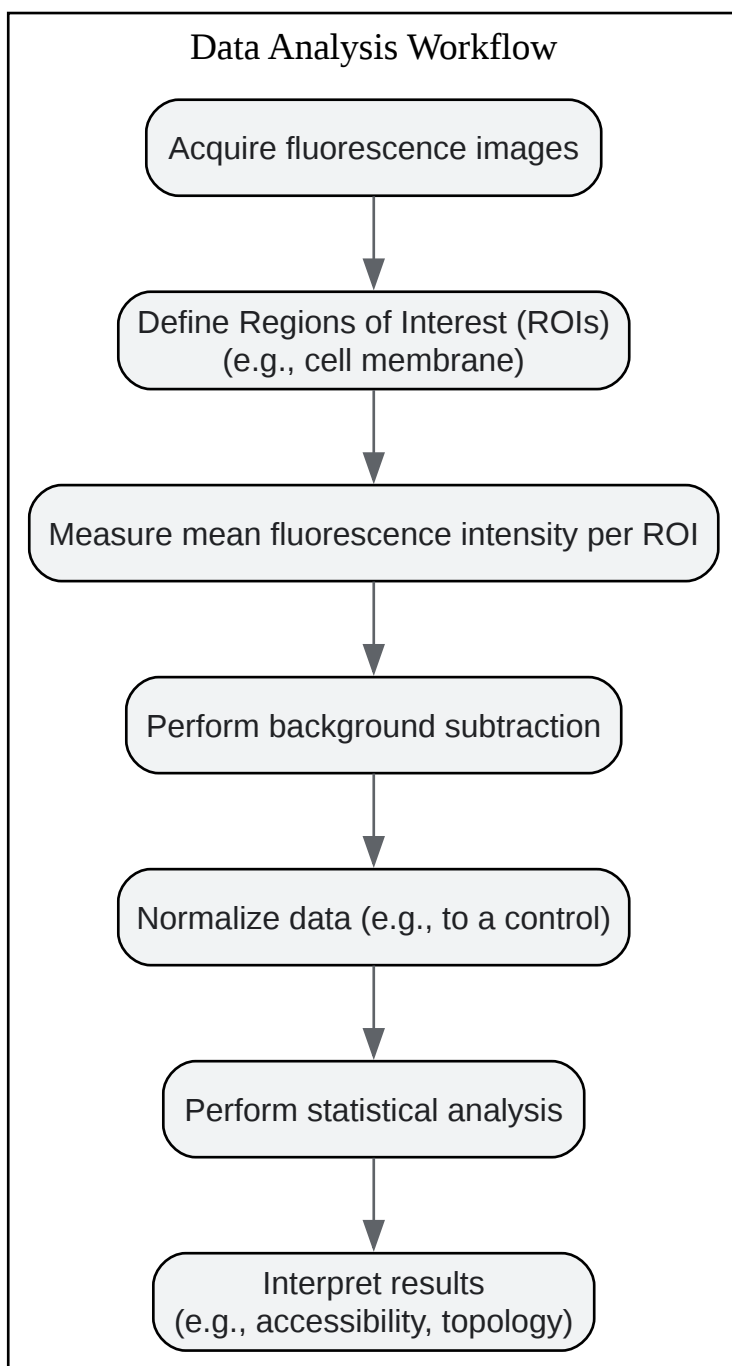 Data Analysis Workflow
Acquire fluorescence images
Define Regions of Interest (ROIs)
(e.g., cell membrane)
Measure mean fluorescence intensity per ROI
Perform background subtraction
Normalize data (e.g., to a control)
Perform statistical analysis
Interpret results
(e.g., accessibility, topology)